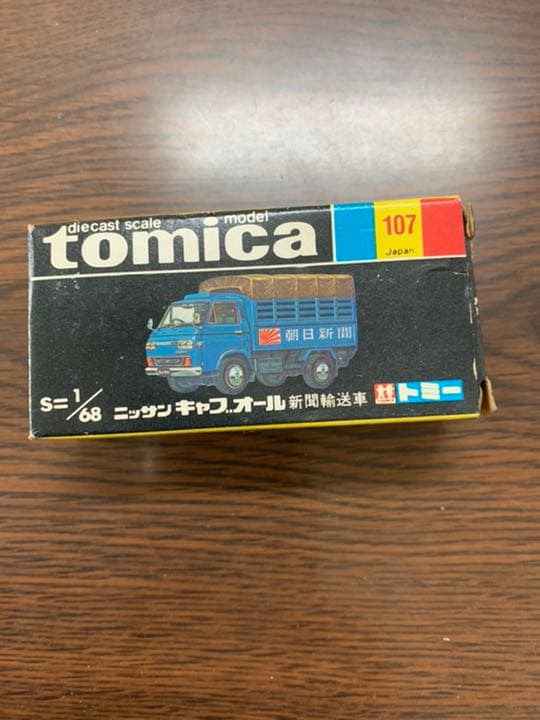 diecast scale model
tomica
107
Japan
朝日新聞
S=1/68
ニッサン キャブオール 新聞輸送車
トミー